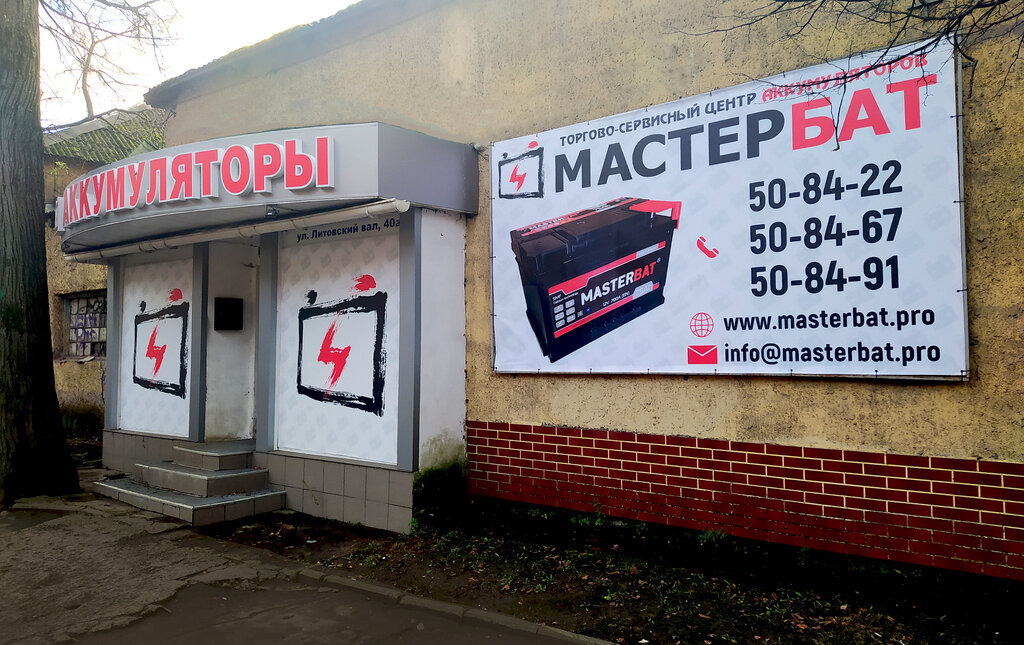 АККУМУЛЯТОРЫ
ул. Литовский вал, 40а
ТОРГОВО-СЕРВИСНЫЙ ЦЕНТР АККУМУЛЯТОРОВ
МАСТЕРБАТ
50-84-22
50-84-67
50-84-91
MASTERBAT
www.masterbat.pro
info@masterbat.pro